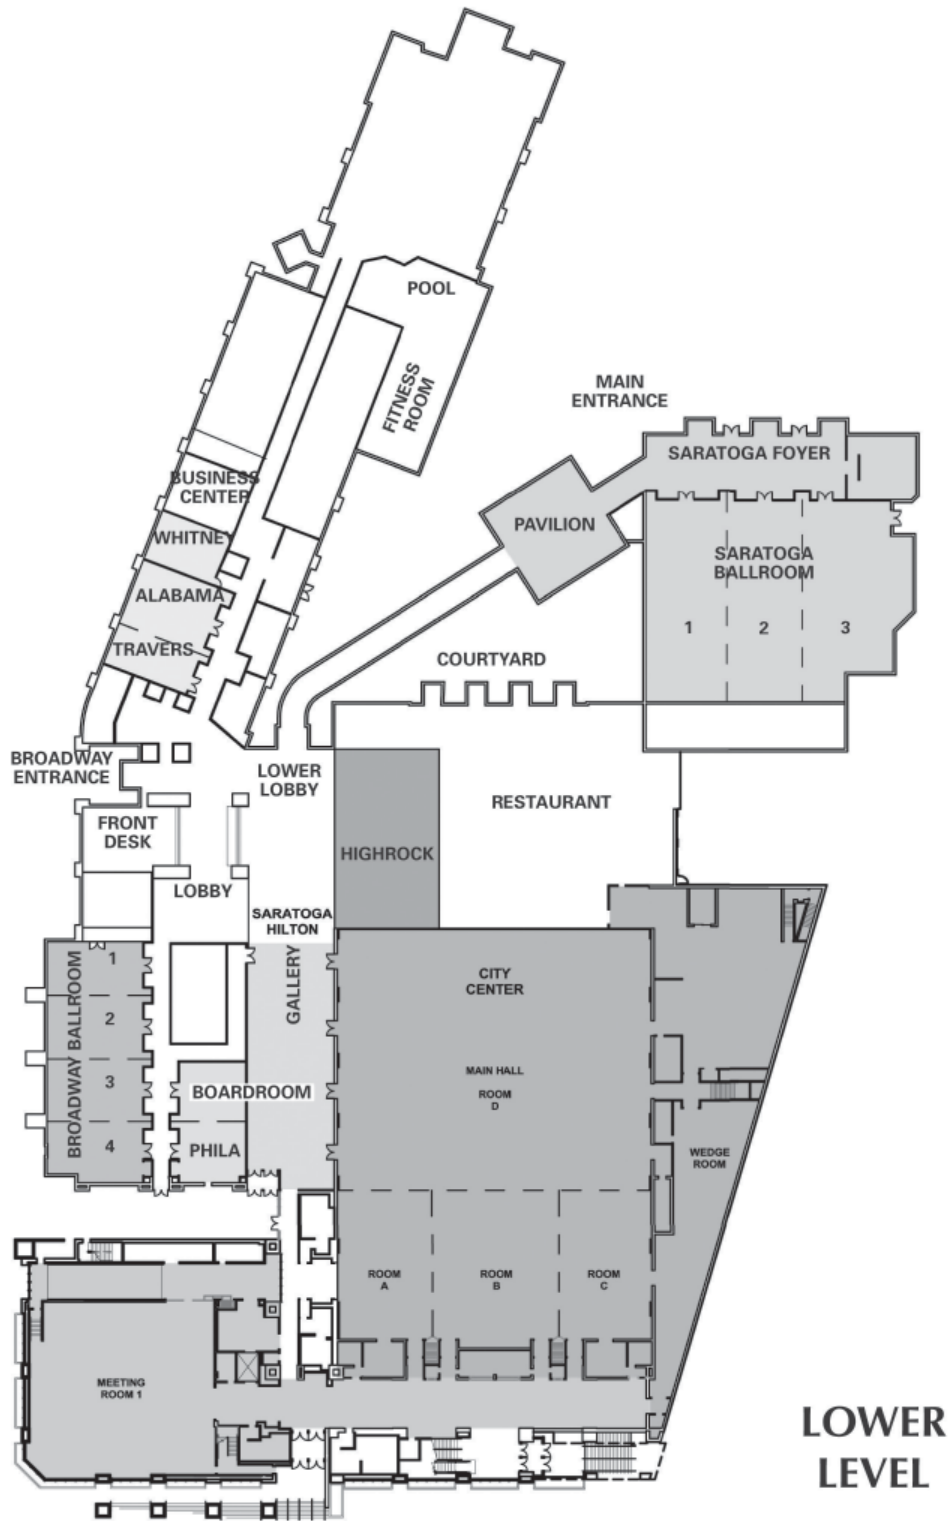 POOL
FITNESS
ROOM
MAIN
ENTRANCE
SARATOGA FOYER
BUSINESS
CENTER
PAVILION
WHITNEY
SARATOGA
BALLROOM
ALABAMA
1
2
3
TRAVERS
COURTYARD
BROADWAY
ENTRANCE
LOWER
LOBBY
RESTAURANT
FRONT
DESK
HIGHROCK
LOBBY
SARATOGA
HILTON
GALLERY
BROADWAY BALLROOM
1
2
3
4
CITY
CENTER
MAIN HALL
ROOM
D
BOARDROOM
PHILA
WEDGE
ROOM
ROOM
A
ROOM
B
ROOM
C
MEETING
ROOM 1
LOWER
LEVEL